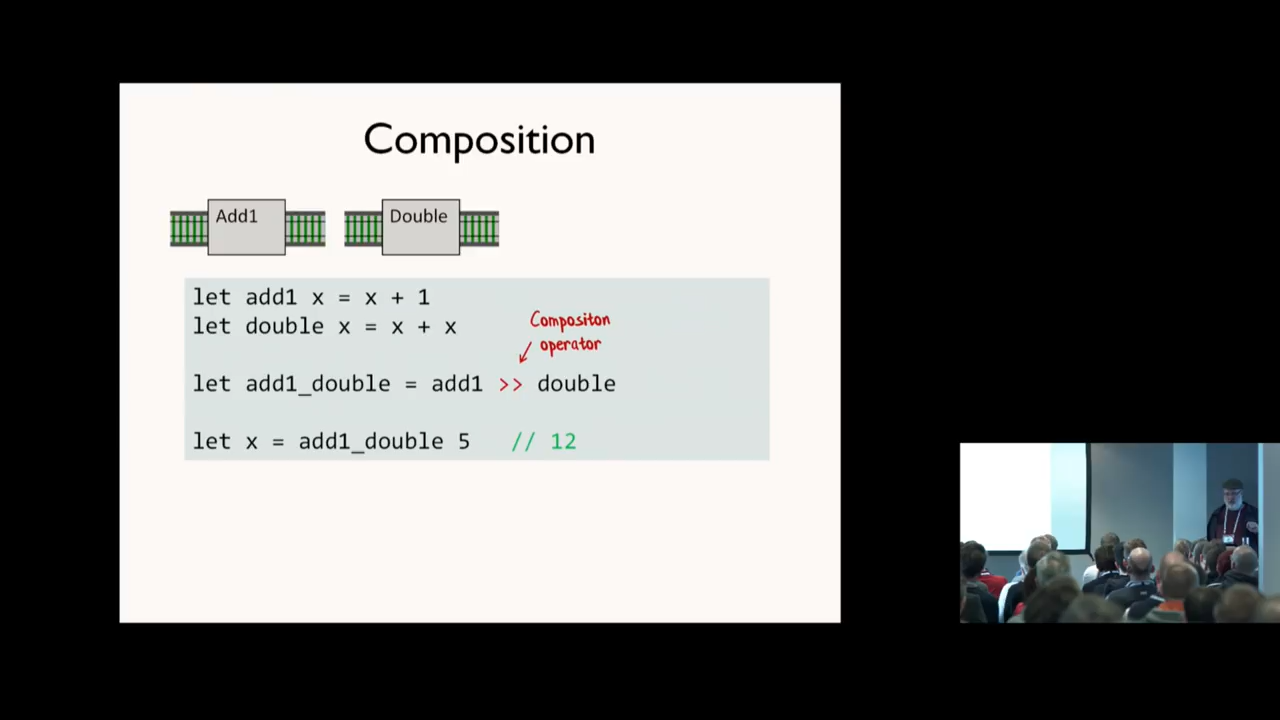 Composition
Add1
Double
let add1 x = x + 1
let double x = x + x
Compositon
operator
let add1_double = add1 >> double
let x = add1_double 5 // 12